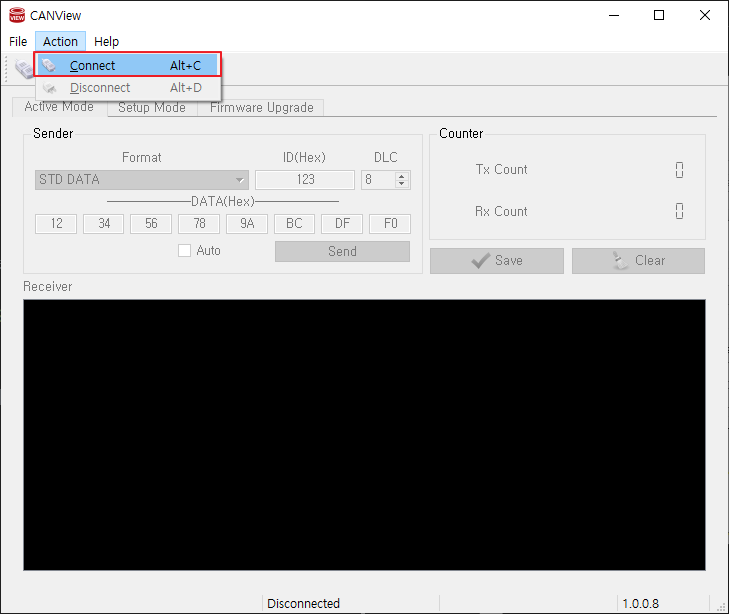 CANView
File Action Help
Connect Alt+C
Disconnect Alt+D
Active Mode Setup Mode Firmware Upgrade
Sender
Format ID(Hex) DLC
STD DATA 123 8
DATA(Hex)
12 34 56 78 9A BC DF F0
Auto Send
Counter
Tx Count 0
Rx Count 0
Save Clear
Receiver
Disconnected 1.0.0.8